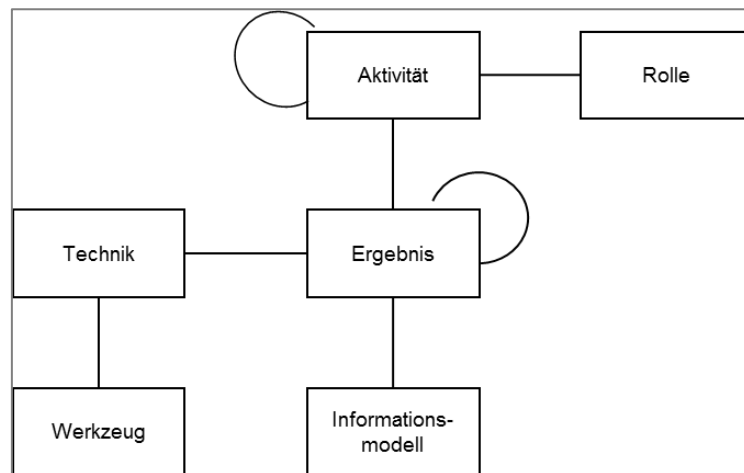 Aktivität
Rolle
Technik
Ergebnis
Werkzeug
Informations-
modell